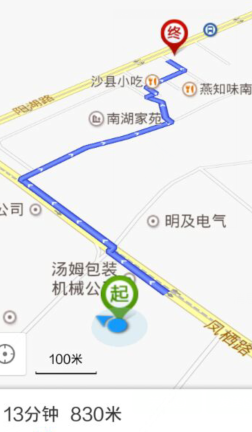 终
沙县小吃
燕知味南
阳湖路
南湖家苑
公司
明及电气
汤姆包装
机械公
起
凤栖路
100米
13分钟 830米